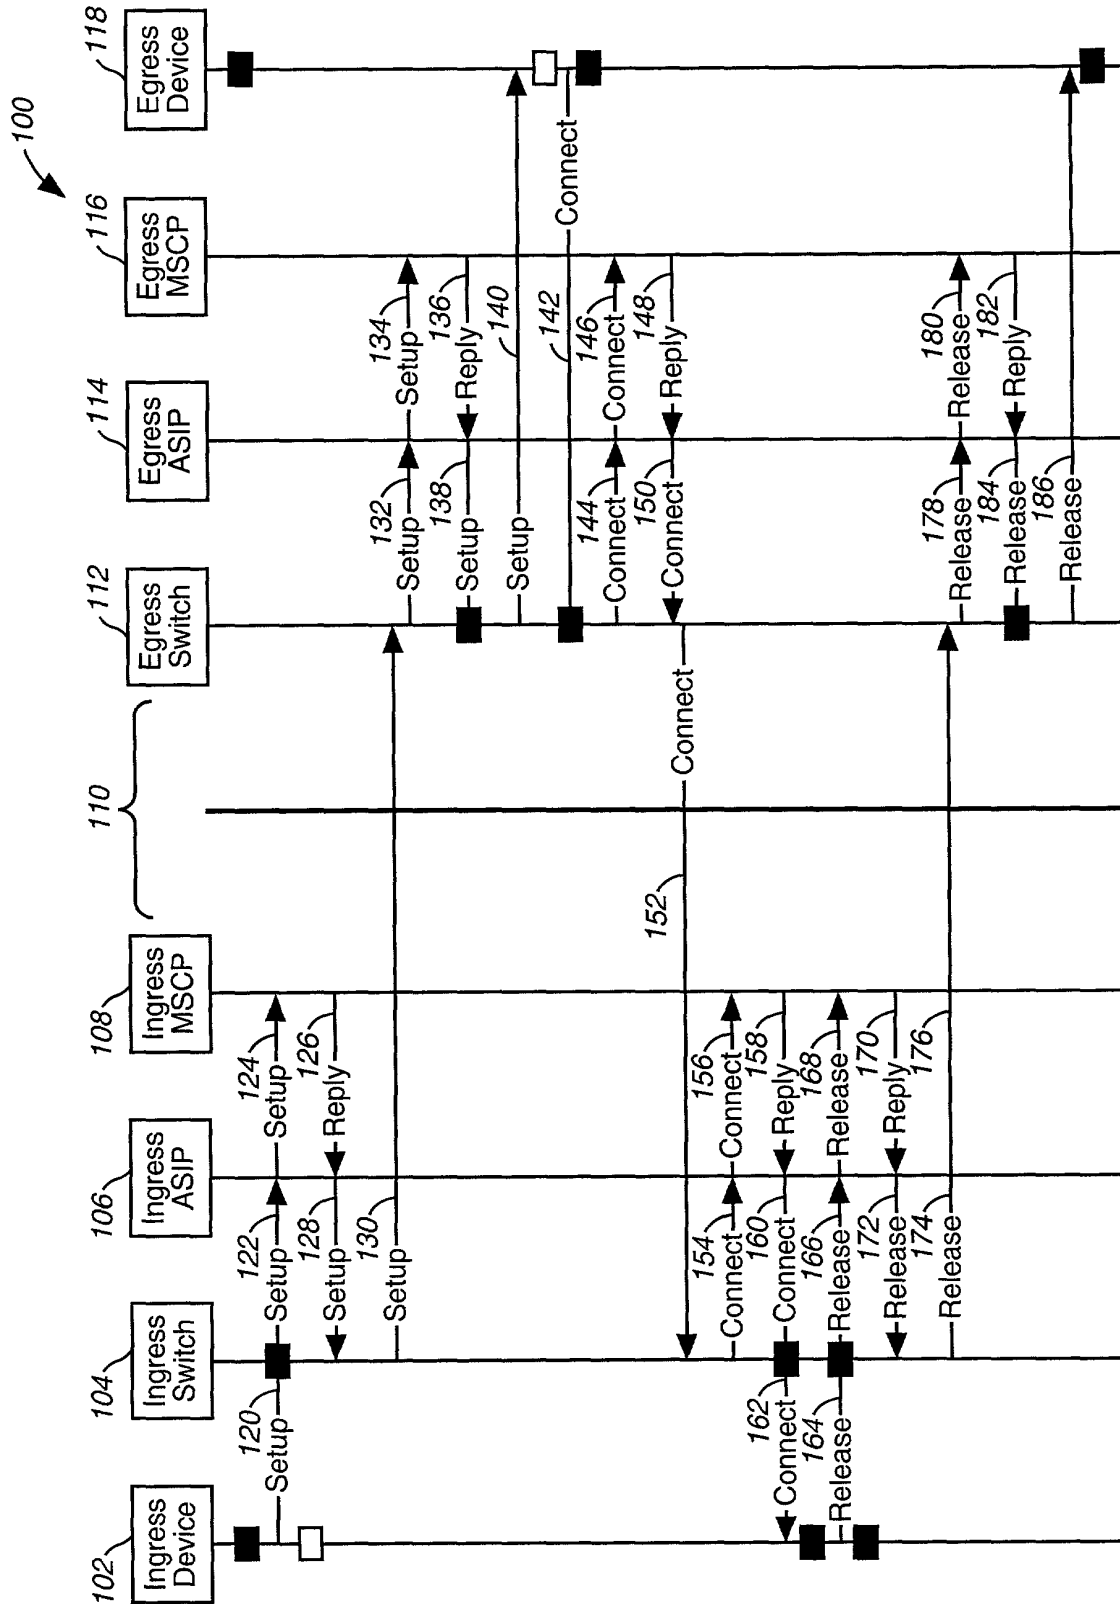 100
102
104
106
108
110
112
114
116
118
Ingress
Device
Ingress
Switch
Ingress
ASIP
Ingress
MSCP
Egress
Switch
Egress
ASIP
Egress
MSCP
Egress
Device
120
Setup
122
Setup
124
Setup
126
Reply
128
Setup
130
Setup
132
Setup
134
Setup
136
Reply
138
Setup
140
Setup
142
Connect
144
Connect
146
Connect
148
Reply
150
Connect
152
Connect
154
Connect
156
Connect
158
Reply
160
Connect
162
Connect
164
Release
166
Release
168
Release
170
Reply
172
Release
174
Release
176
178
Release
180
Release
182
Reply
184
Release
186
Release